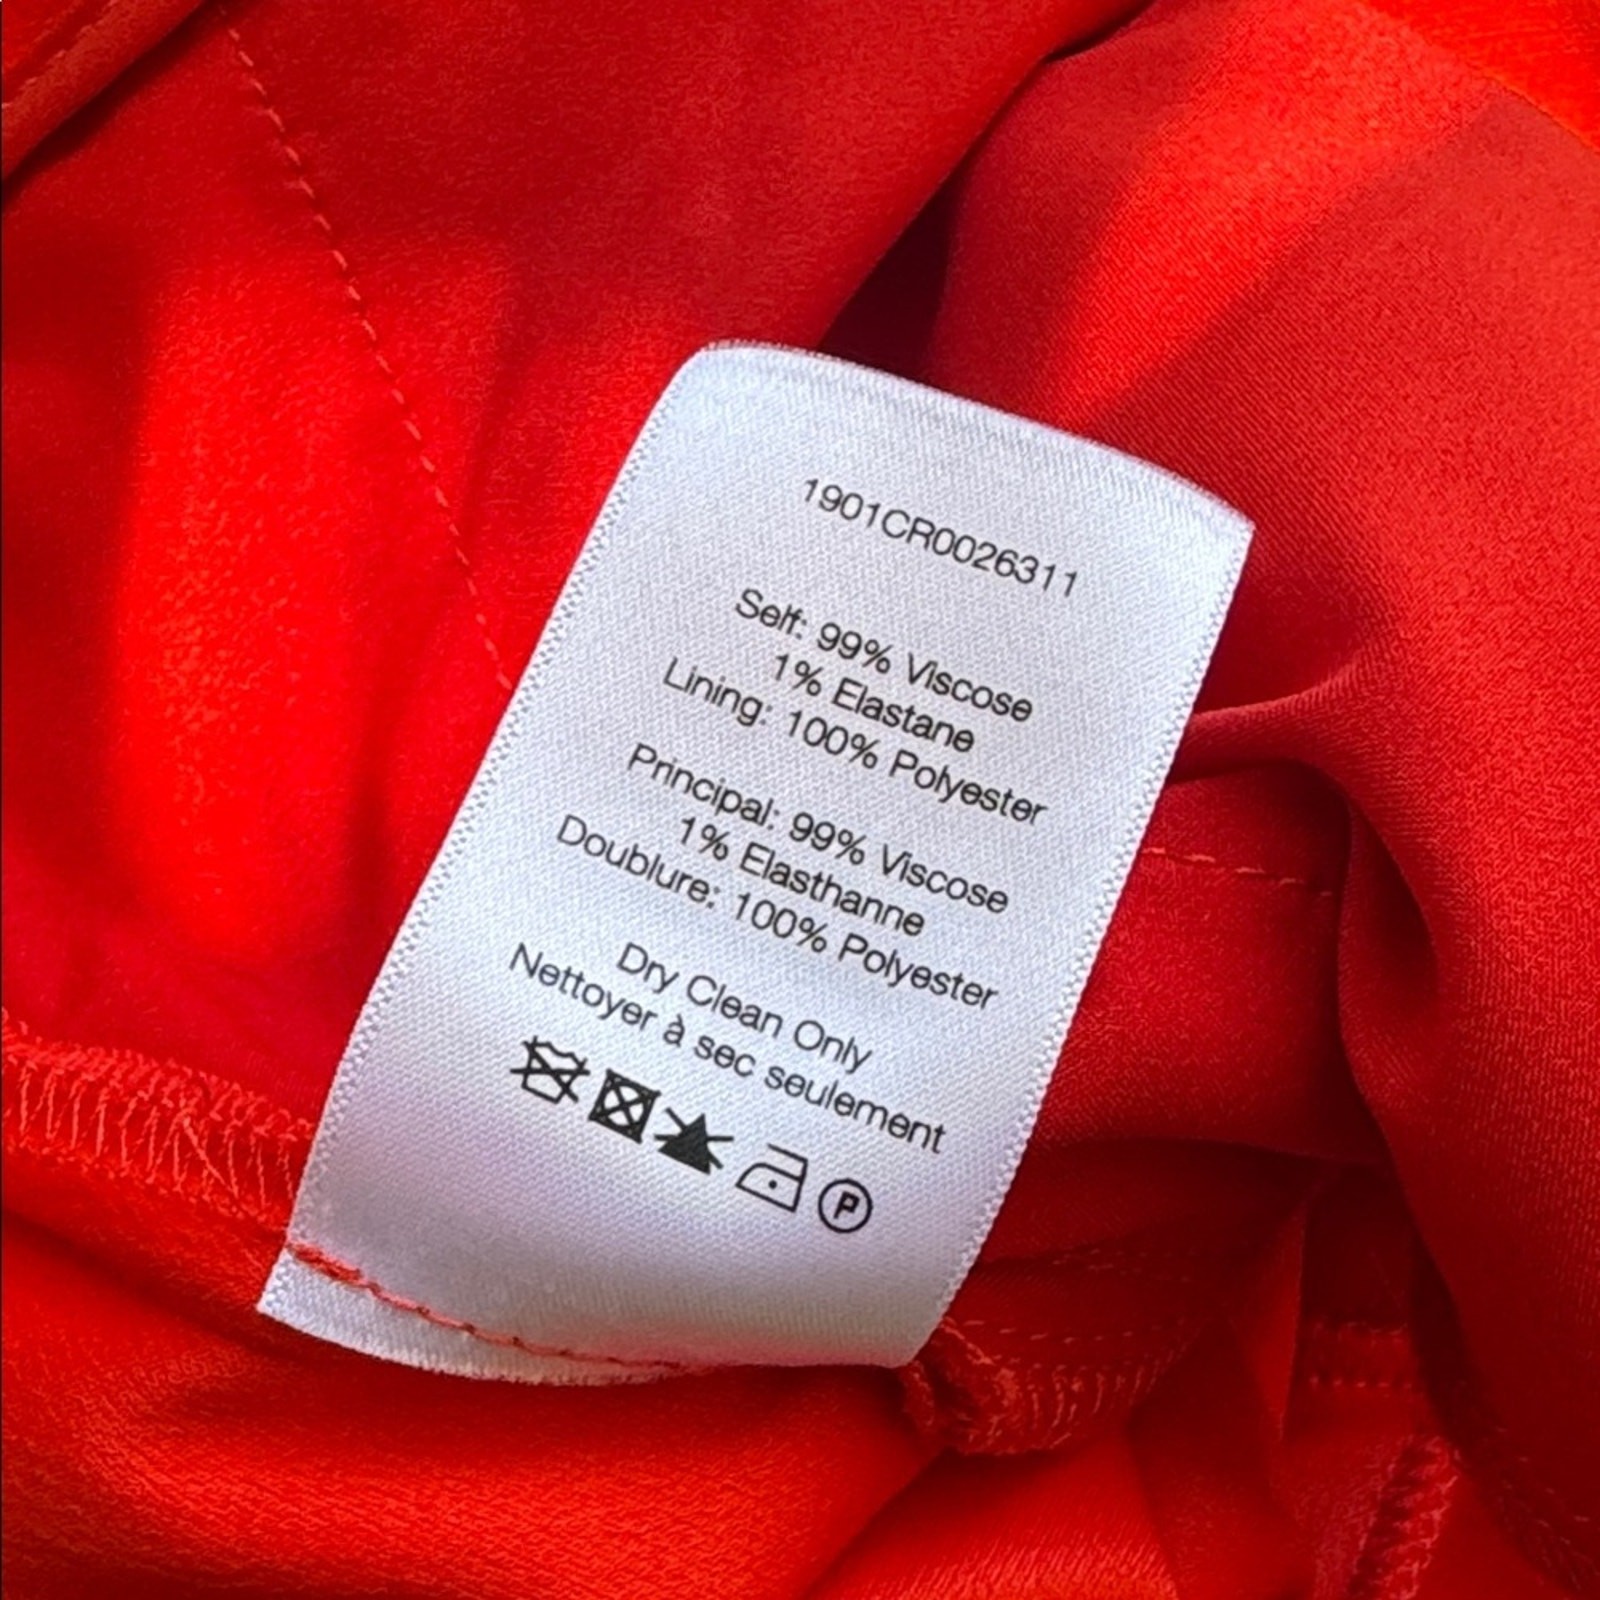 1901CR0026311
Self: 99% Viscose
1% Elastane
Lining: 100% Polyester
Principal: 99% Viscose
1% Elasthanne
Doublure: 100% Polyester
Dry Clean Only
Nettoyer à sec seulement
P